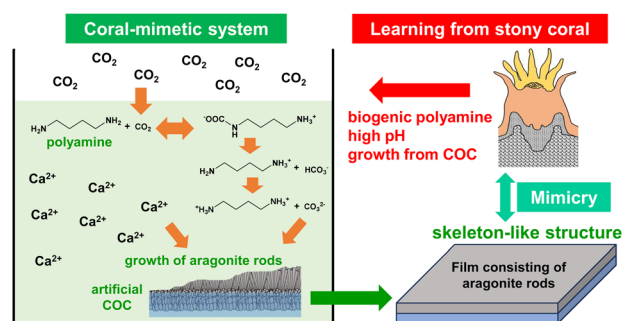 Coral-mimetic system
Learning from stony coral
CO₂ CO₂ CO₂
CO₂ CO₂ CO₂ CO₂
H₂N NH₂ + CO₂
polyamine
⁻OOC N H NH₃⁺
H₂N NH₃⁺ + HCO₃⁻
⁺H₃N NH₃⁺ + CO₃²⁻
Ca²⁺ Ca²⁺
Ca²⁺ Ca²⁺ Ca²⁺
Ca²⁺
Ca²⁺
growth of aragonite rods
artificial
COC
biogenic polyamine
high pH
growth from COC
Mimicry
skeleton-like structure
Film consisting of
aragonite rods